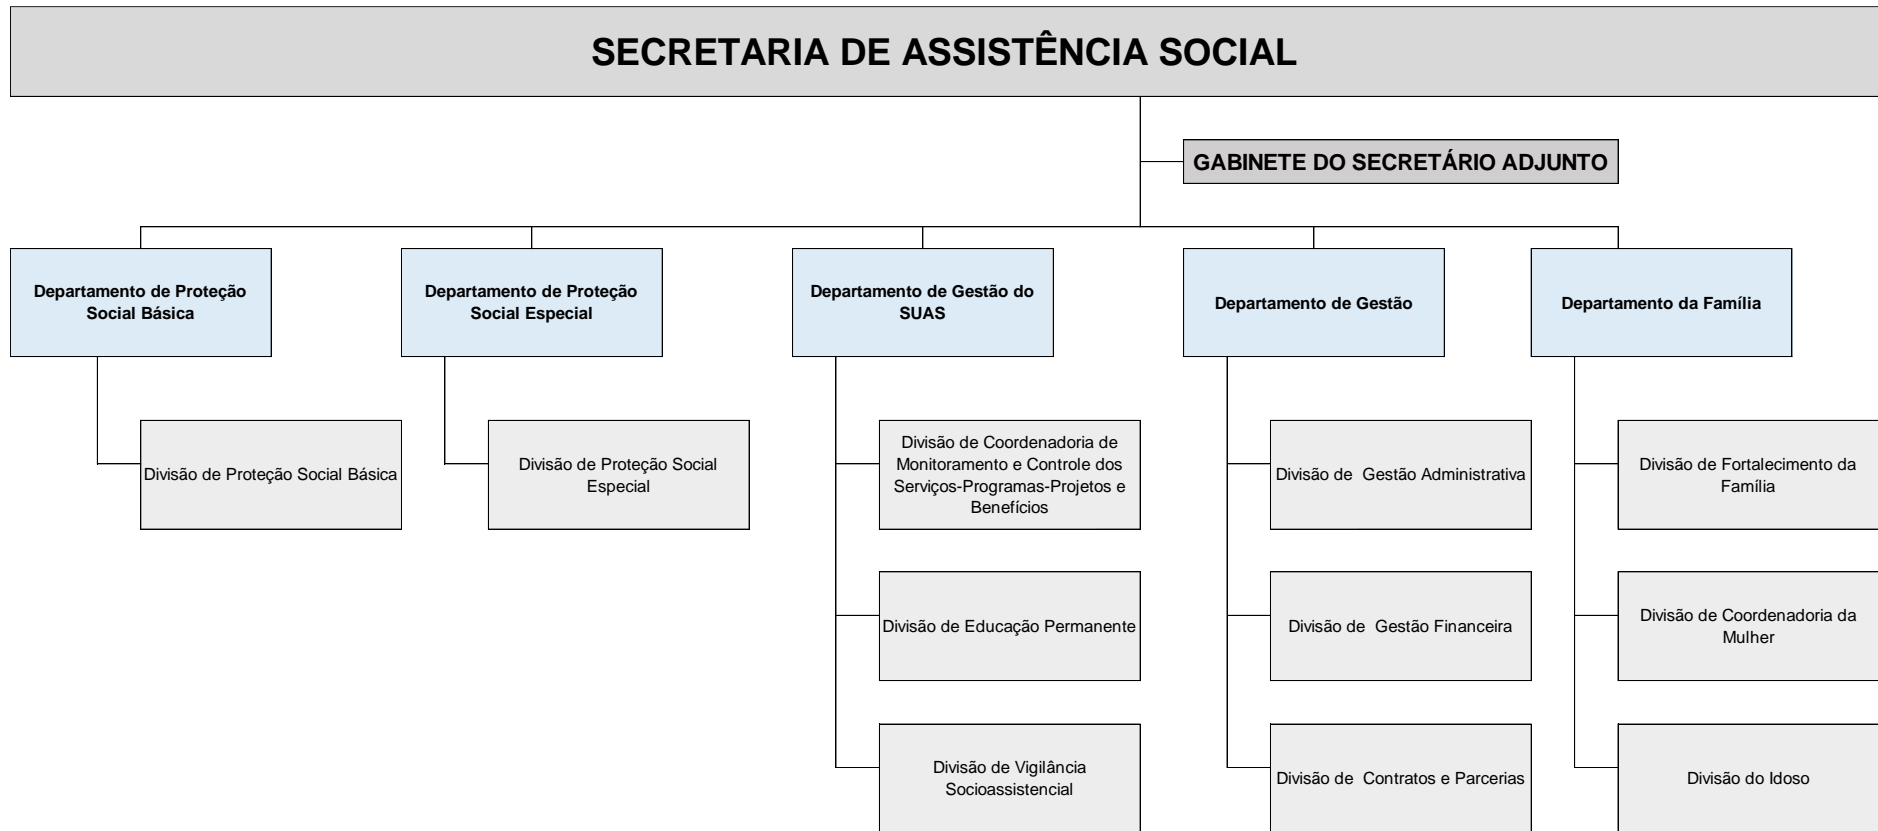 SECRETARIA DE ASSISTÊNCIA SOCIAL
GABINETE DO SECRETÁRIO ADJUNTO
Departamento de Proteção
Social Básica
Departamento de Proteção
Social Especial
Departamento de Gestão do
SUAS
Departamento de Gestão
Departamento da Família
Divisão de Proteção Social Básica
Divisão de Proteção Social
Especial
Divisão de Coordenadoria de
Monitoramento e Controle dos
Serviços-Programas-Projetos e
Benefícios
Divisão de  Gestão Administrativa
Divisão de Fortalecimento da
Família
Divisão de Educação Permanente
Divisão de  Gestão Financeira
Divisão de Coordenadoria da
Mulher
Divisão de Vigilância
Socioassistencial
Divisão de  Contratos e Parcerias
Divisão do Idoso